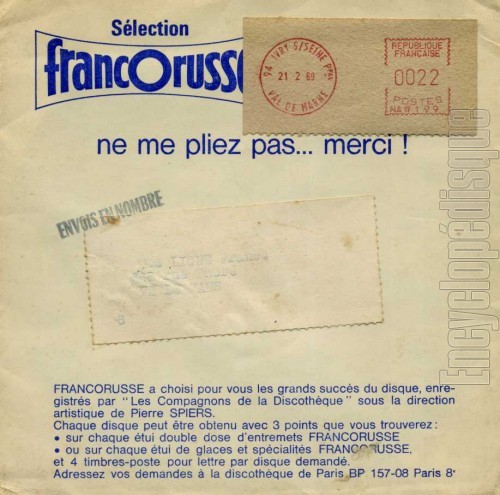 Sélection
francorusse
94 IVRY S/SEINE PPAL
21 2 69
VAL DE MARNE
REPUBLIQUE
FRANCAISE
0022
POSTES
ne me pliez pas... merci !
ENVOIS EN NOMBRE
FRANCORUSSE a choisi pour vous les grands succès du disque, enre-
gistrés par "Les Compagnons de la Discothèque" sous la direction
artistique de Pierre SPIERS.
Chaque disque peut être obtenu avec 3 points que vous trouverez :
• sur chaque étui double dose d'entremets FRANCORUSSE
• ou sur chaque étui de glaces et spécialités FRANCORUSSE,
et 4 timbres-poste pour lettre par disque demandé.
Adressez vos demandes à la discothèque de Paris BP 157-08 Paris 8e
Encyclopédisque